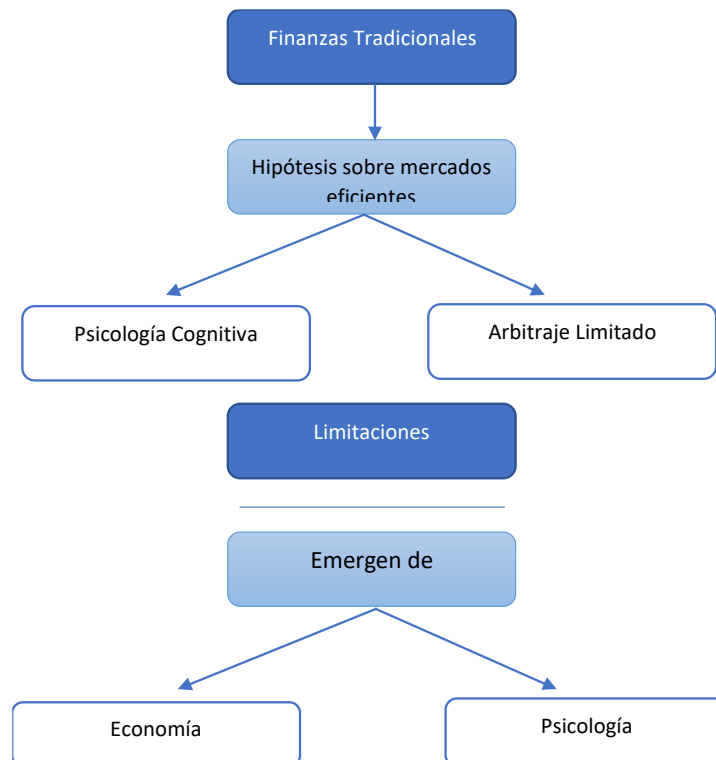 Finanzas Tradicionales
Hipótesis sobre mercados
eficientes
Psicología Cognitiva
Arbitraje Limitado
Limitaciones
Emergen de
Economía
Psicología